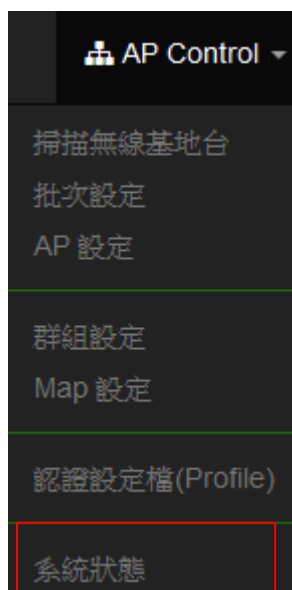 AP Control
掃描無線基地台
批次設定
AP 設定
群組設定
Map 設定
認證設定檔(Profile)
系統狀態